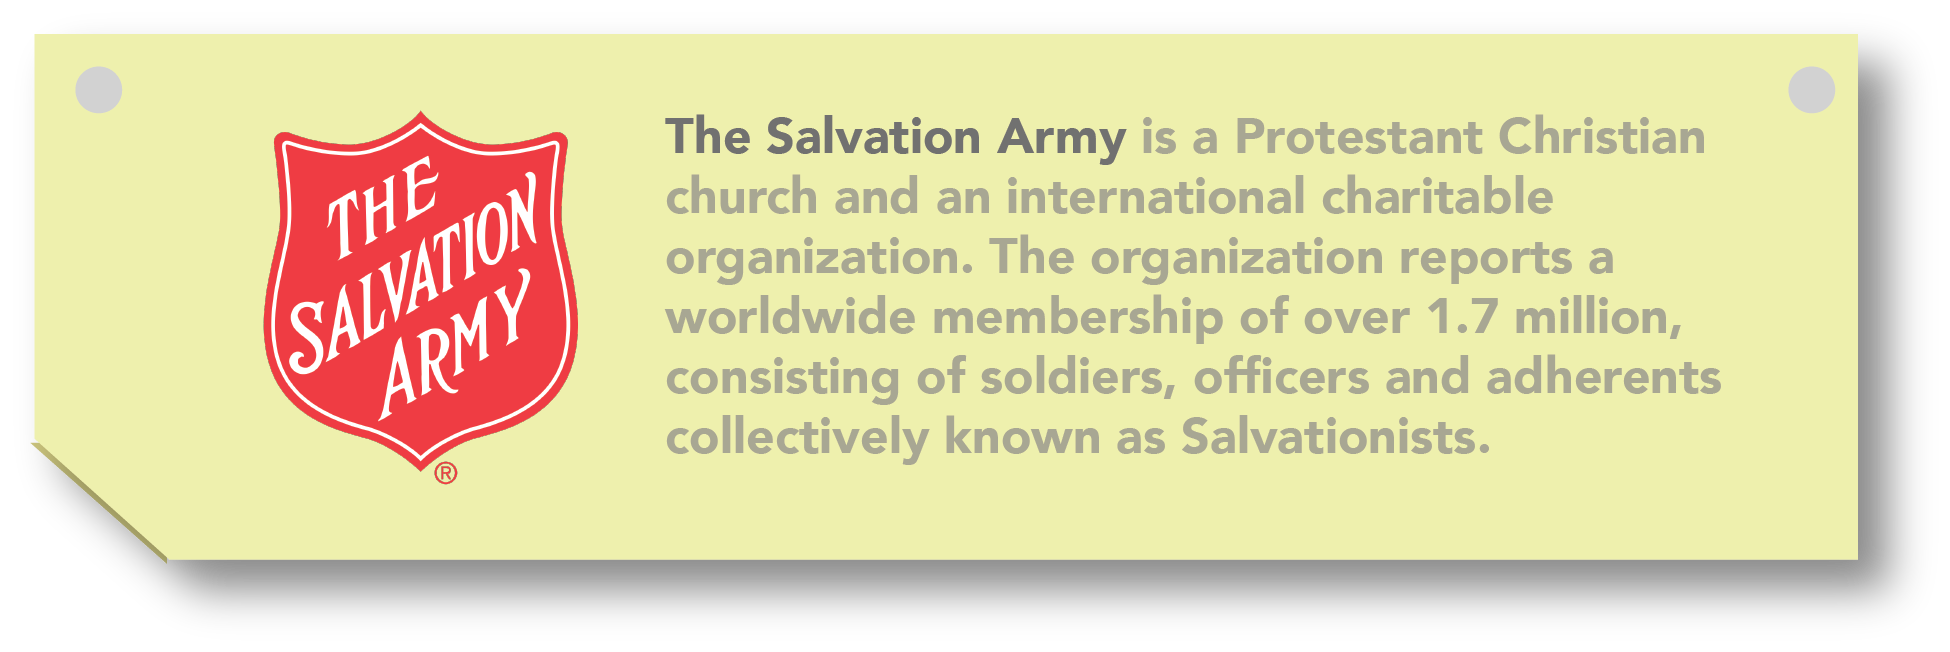 THE
SALVATION
ARMY
®
The Salvation Army is a Protestant Christian
church and an international charitable
organization. The organization reports a
worldwide membership of over 1.7 million,
consisting of soldiers, officers and adherents
collectively known as Salvationists.